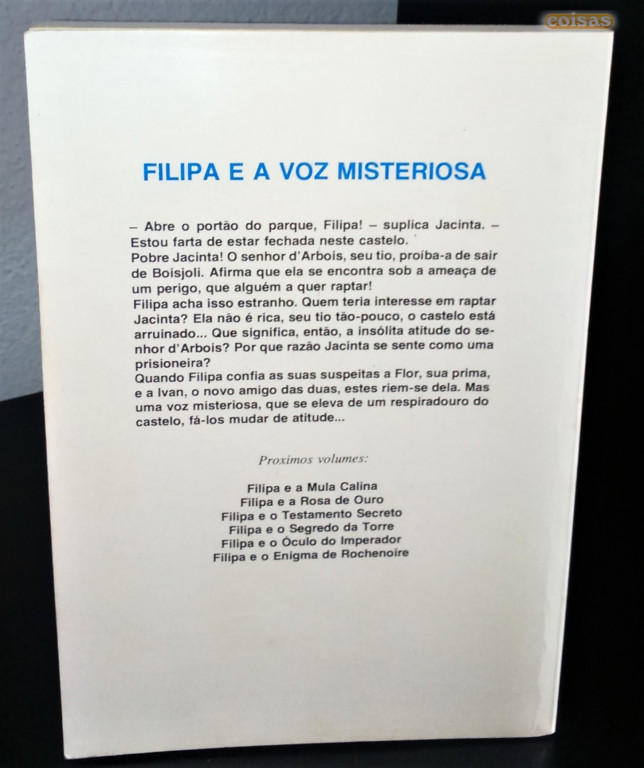 coisas
FILIPA E A VOZ MISTERIOSA
– Abre o portão do parque, Filipa! – suplica Jacinta. –
Estou farta de estar fechada neste castelo.
Pobre Jacinta! O senhor d'Arbois, seu tio, proíba-a de sair
de Boisjoli. Afirma que ela se encontra sob a ameaça de
um perigo, que alguém a quer raptar!
Filipa acha isso estranho. Quem teria interesse em raptar
Jacinta? Ela não é rica, seu tio tão-pouco, o castelo está
arruinado... Que significa, então, a insólita atitude do se-
nhor d'Arbois? Por que razão Jacinta se sente como uma
prisioneira?
Quando Filipa confia as suas suspeitas a Flor, sua prima,
e a Ivan, o novo amigo das duas, estes riem-se dela. Mas
uma voz misteriosa, que se eleva de um respiradouro do
castelo, fá-los mudar de atitude...
Proximos volumes:
Filipa e a Mula Calina
Filipa e a Rosa de Ouro
Filipa e o Testamento Secreto
Filipa e o Segredo da Torre
Filipa e o Óculo do Imperador
Filipa e o Enigma de Rochenoire